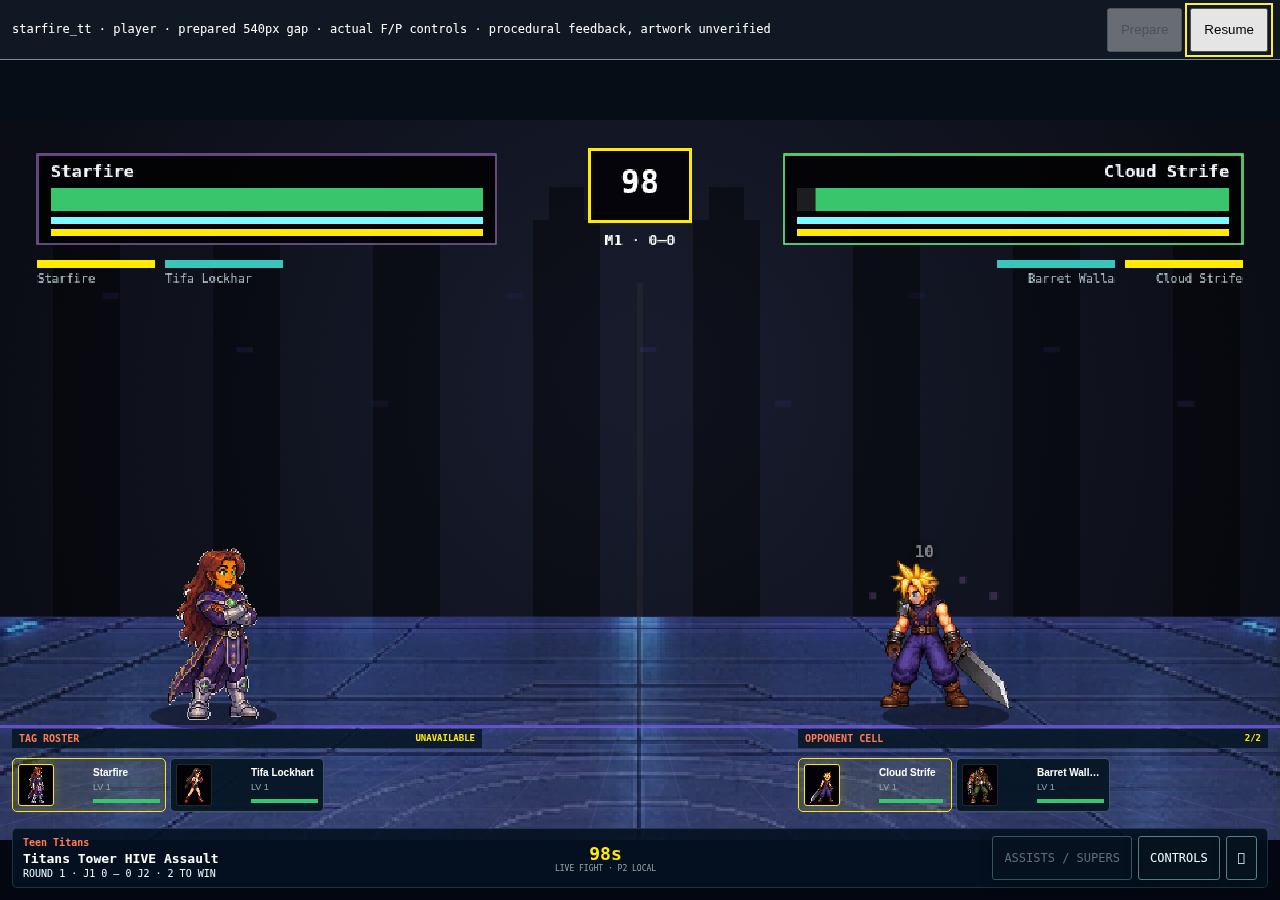 starfire_tt · player · prepared 540px gap · actual F/P controls · procedural feedback, artwork unverified
Prepare
Resume
Starfire
98
Cloud Strife
M1 · 0–0
Starfire
Tifa Lockhar
Barret Walla
Cloud Strife
10
TAG ROSTER
UNAVAILABLE
OPPONENT CELL
2/2
Starfire
LV 1
Tifa Lockhart
LV 1
Cloud Strife
LV 1
Barret Wall…
LV 1
Teen Titans
Titans Tower HIVE Assault
ROUND 1 · J1 0 — 0 J2 · 2 TO WIN
98s
LIVE FIGHT · P2 LOCAL
ASSISTS / SUPERS
CONTROLS